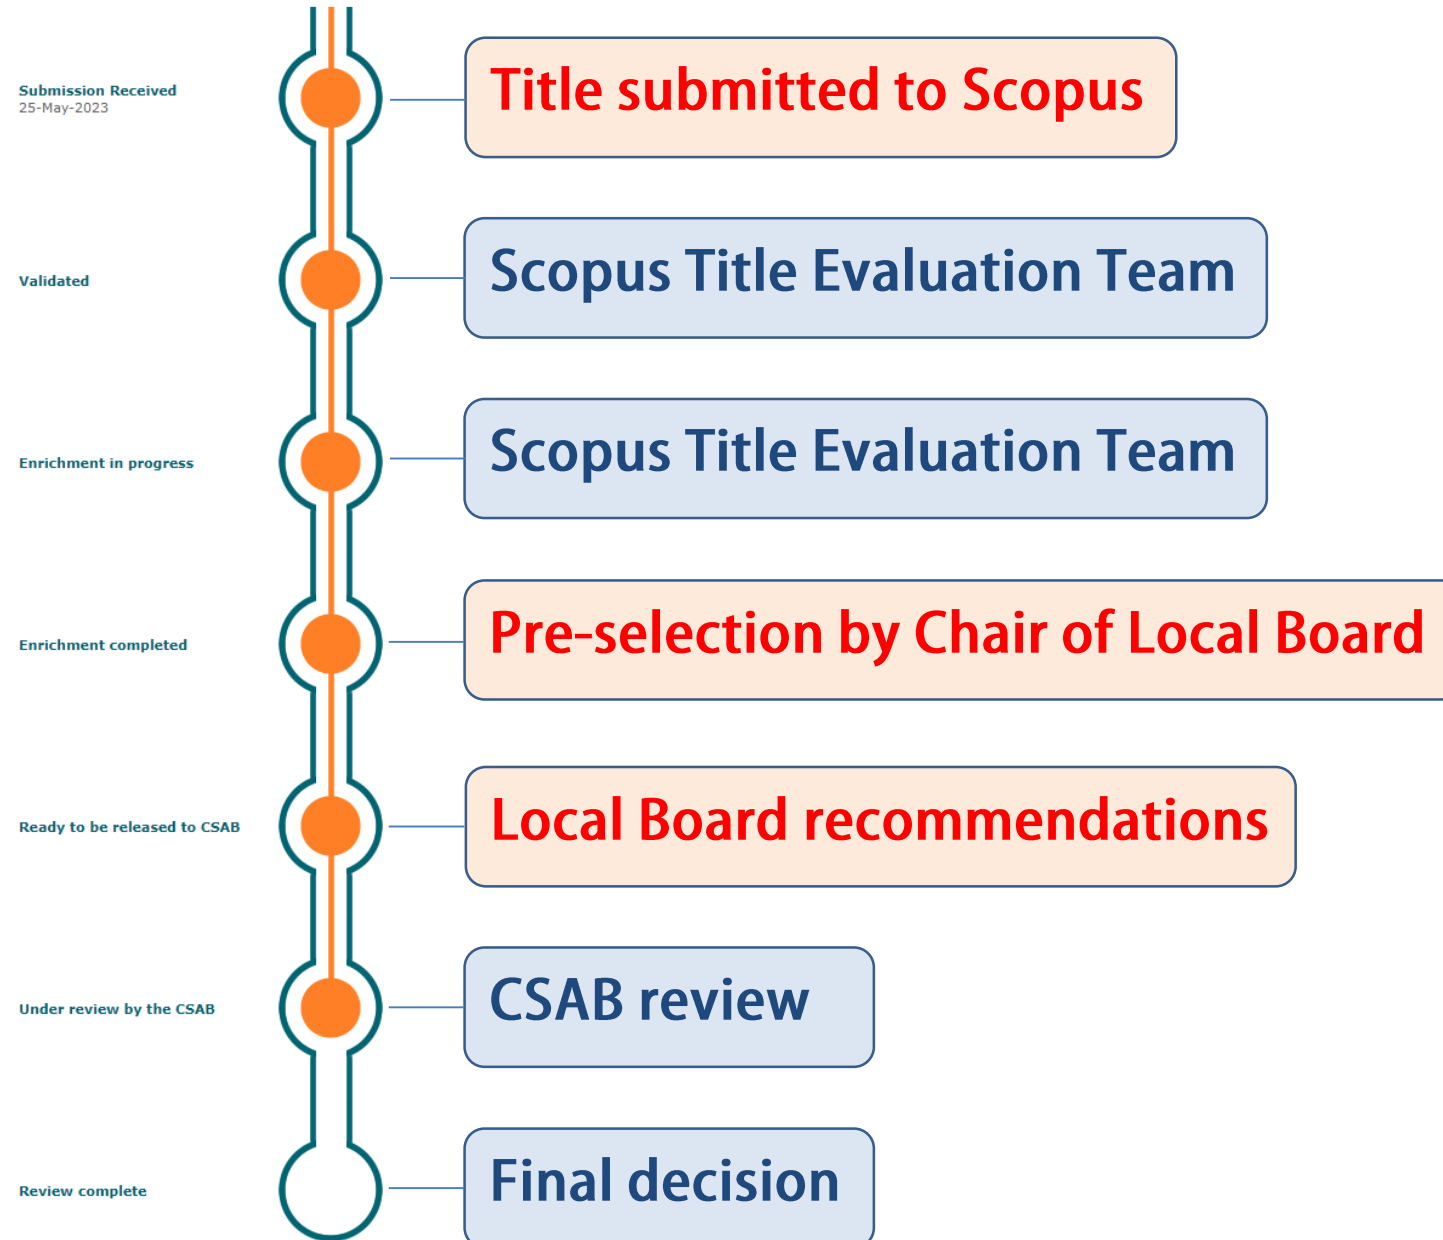 Submission Received
25-May-2023
Title submitted to Scopus
Validated
Scopus Title Evaluation Team
Enrichment in progress
Scopus Title Evaluation Team
Enrichment completed
Pre-selection by Chair of Local Board
Ready to be released to CSAB
Local Board recommendations
Under review by the CSAB
CSAB review
Review complete
Final decision